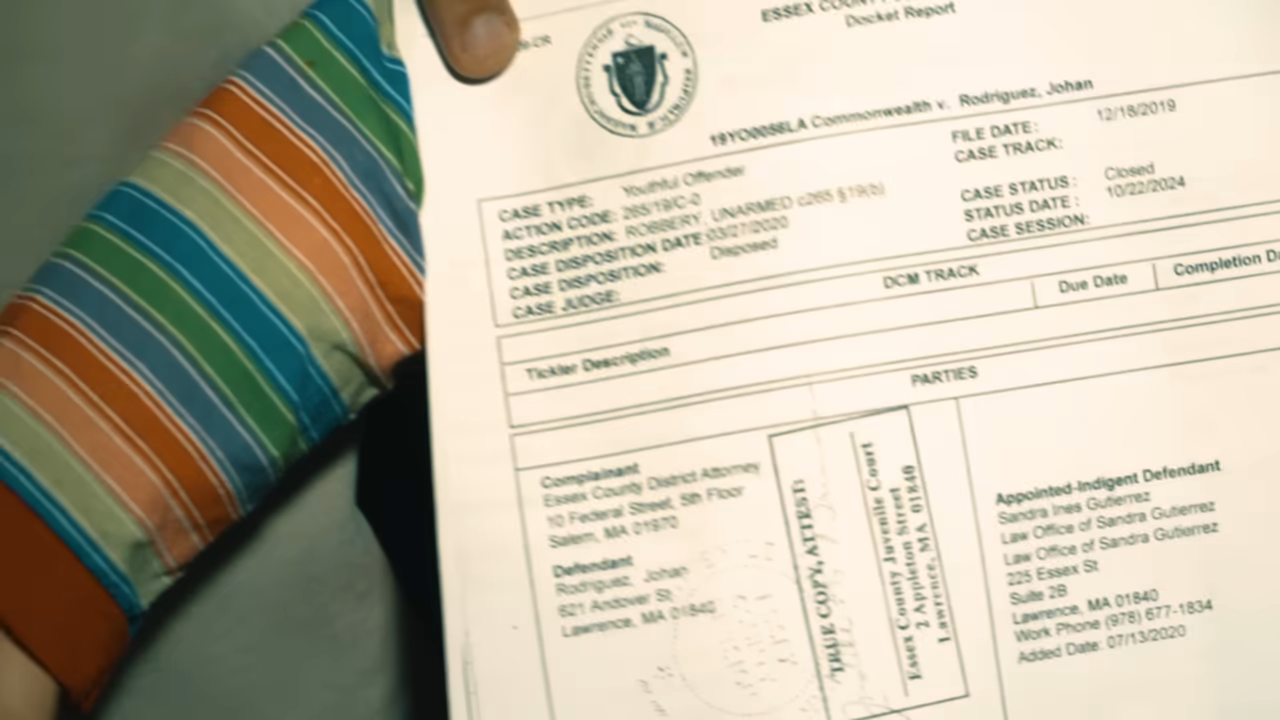 ESSEX COUNTY
Docket Report
19YO0056LA Commonwealth v. Rodriguez, Johan
CASE TYPE: Youthful Offender
ACTION CODE: 265/19/C-0
DESCRIPTION: ROBBERY, UNARMED c265 §19(b)
CASE DISPOSITION DATE: 03/27/2020
CASE DISPOSITION: Disposed
CASE JUDGE:
FILE DATE: 12/18/2019
CASE TRACK:
CASE STATUS: Closed
STATUS DATE: 10/22/2024
CASE SESSION:
DCM TRACK
Tickler Description
Due Date
Completion
PARTIES
Complainant
Essex County District Attorney
10 Federal Street, 5th Floor
Salem, MA 01970
Defendant
Rodriguez, Johan
621 Andover St
Lawrence, MA 01840
TRUE COPY, ATTEST:
Essex County Juvenile Court
2 Appleton Street
Lawrence, MA 01840
Appointed-Indigent Defendant
Sandra Ines Gutierrez
Law Office of Sandra Gutierrez
Law Office of Sandra Gutierrez
225 Essex St
Suite 2B
Lawrence, MA 01840
Work Phone (978) 677-1834
Added Date: 07/13/2020